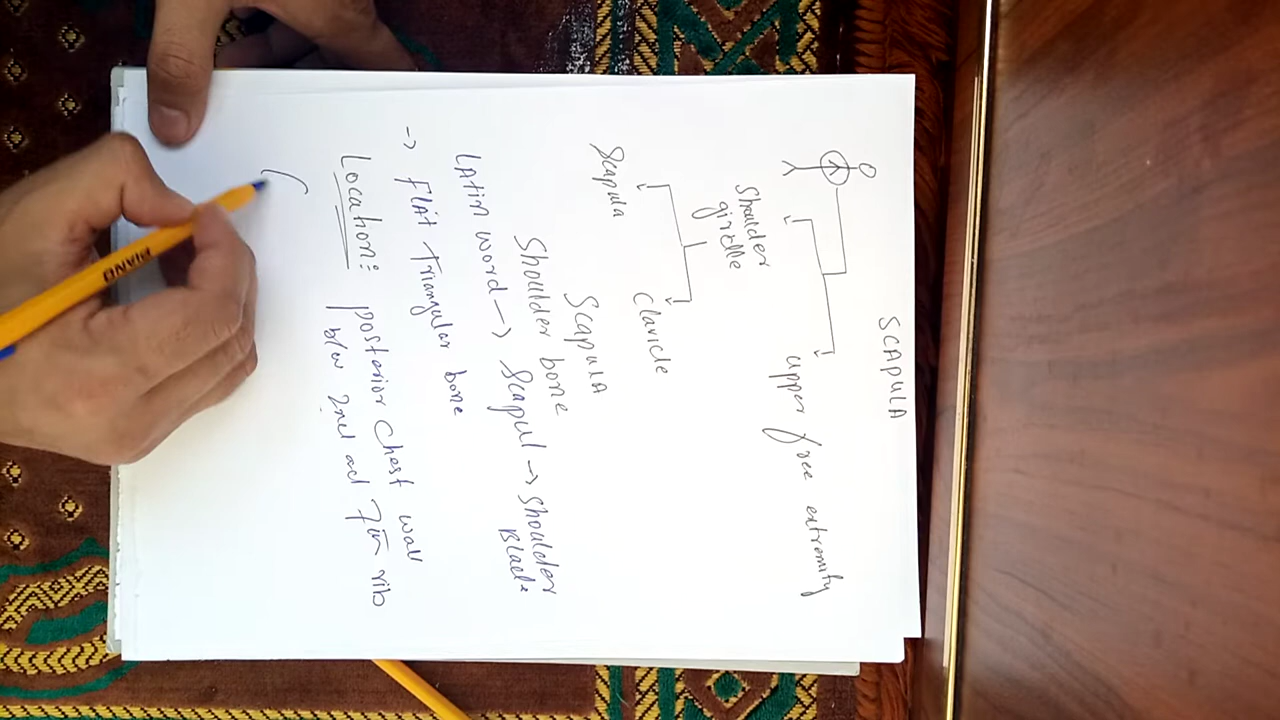 SCAPULA
upper free extremity
Shoulder
girdle
Scapula
Clavicle
SCAPULA
Shoulder bone
LAtin word -> Scapul -> Shoulder
Blade
-> FLAt Triangular bone
Location: posterior chest wall
b/w 2nd ad 7th rib
PIANO